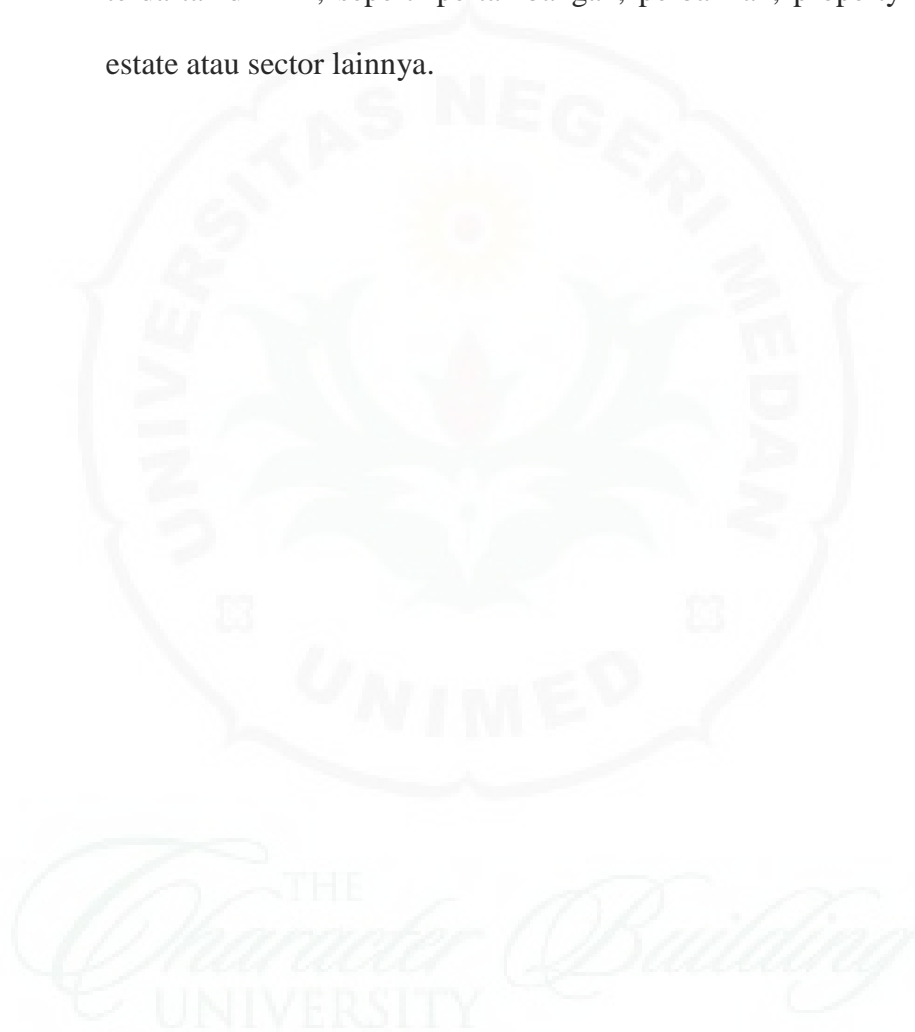 estate atau sector lainnya.
UNIVERSITAS NEGERI MEDAN
UNIMED
THE
Character Building
UNIVERSITY